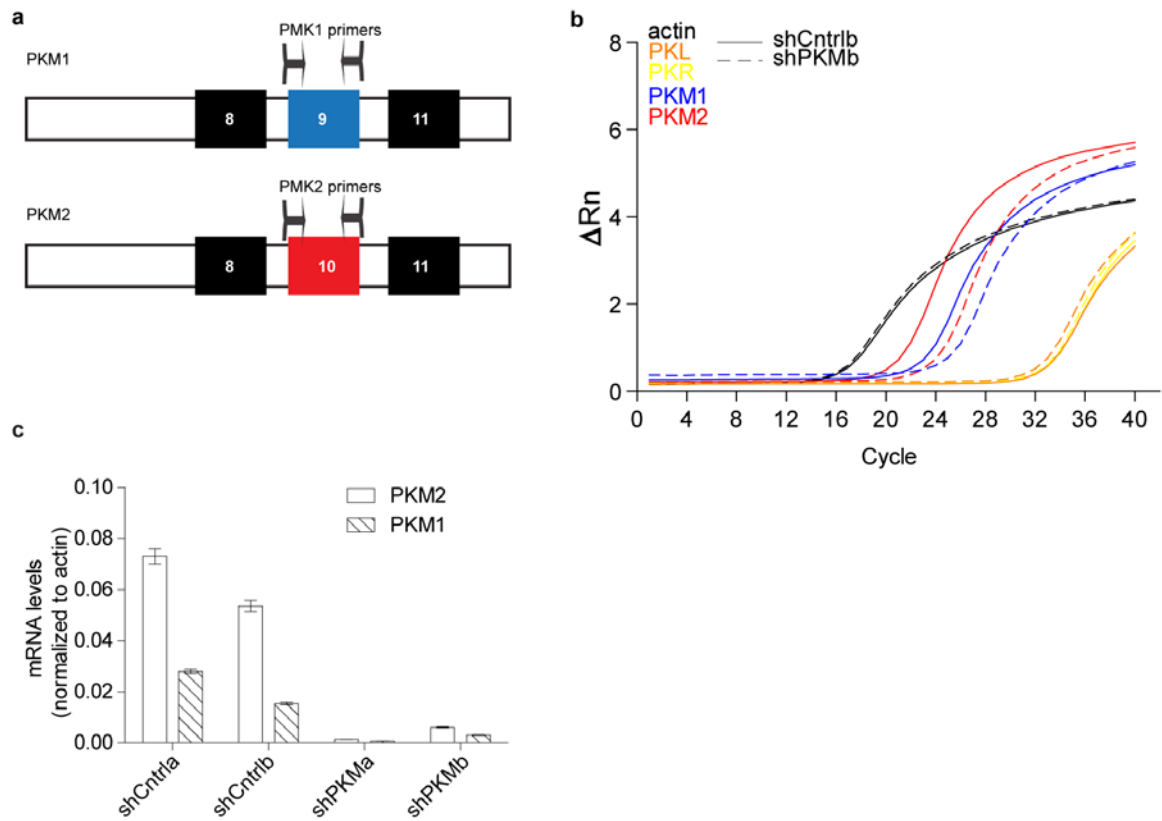 a
PMK1 primers
PKM1
8
9
11
PMK2 primers
PKM2
8
10
11
b
actin
PKL
PKR
PKM1
PKM2
shCntrlb
shPKMb
8
6
4
2
0
ΔRn
0 4 8 12 16 20 24 28 32 36 40
Cycle
c
PKM2
PKM1
0.10
0.08
0.06
0.04
0.02
0.00
mRNA levels
(normalized to actin)
shCntrla
shCntrlb
shPKMa
shPKMb